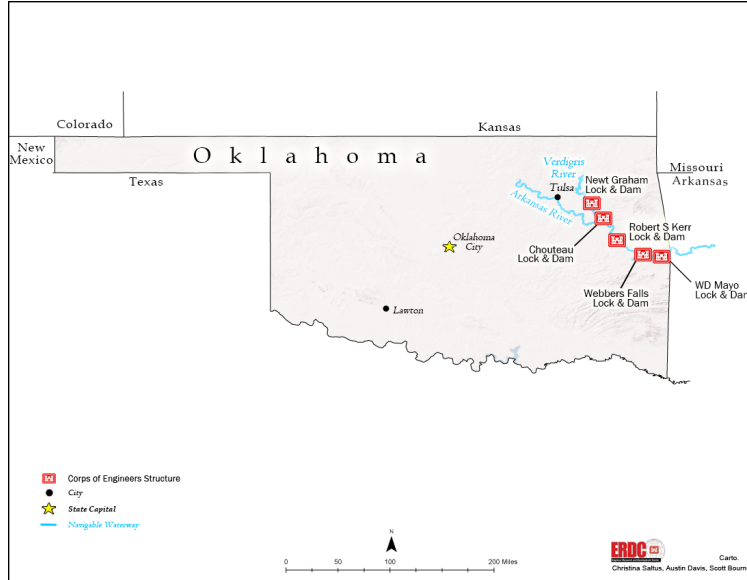 Colorado
Kansas
New
Mexico
Oklahoma
Missouri
Texas
Arkansas
Verdigris
River
Tulsa
Newt Graham
Lock & Dam
Arkansas River
Robert S Kerr
Lock & Dam
Oklahoma
City
Chouteau
Lock & Dam
WD Mayo
Lock & Dam
Webbers Falls
Lock & Dam
Lawton
Corps of Engineers Structure
City
State Capital
Navigable Waterway
N
0 50 100 200 Miles
ERDC
Carto.
Christina Saltus, Austin Davis, Scott Bourn